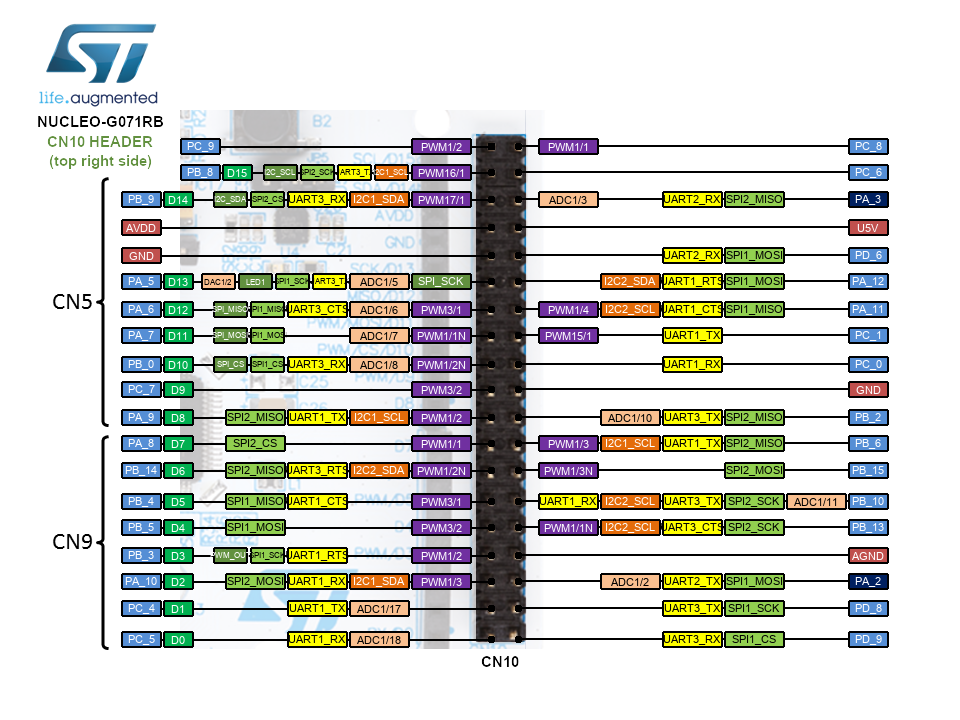 life.augmented
NUCLEO-G071RB
CN10 HEADER
(top right side)
B2
PC_9 PWM1/2 PWM1/1 PC_8
PB_8 D15 I2C_SCL SPI2_SCK I2C1_SCL PWM16/1 PC_6
PB_9 D14 I2C_SDA SPI2_CS UART3_RX I2C1_SDA PWM17/1 ADC1/3 UART2_RX SPI2_MISO PA_3
AVDD U5V
GND UART2_RX SPI1_MOSI PD_6
PA_5 D13 DAC1/2 LED1 SPI1_SCK ADC1/5 SPI_SCK I2C2_SDA UART1_RTS SPI1_MOSI PA_12
CN5
PA_6 D12 SPI_MISO UART3_CTS ADC1/6 PWM3/1 PWM1/4 I2C2_SCL UART1_CTS SPI1_MISO PA_11
PA_7 D11 ADC1/7 PWM1/1N PWM15/1 UART1_TX PC_1
PB_0 D10 SPI_CS SPI1_CS UART3_RX ADC1/8 PWM1/2N UART1_RX PC_0
PC_7 D9 PWM3/2 GND
PA_9 D8 SPI2_MISO UART1_TX I2C1_SCL PWM1/2 ADC1/10 UART3_TX SPI2_MISO PB_2
PA_8 D7 SPI2_CS PWM1/1 PWM1/3 I2C1_SCL UART1_TX SPI2_MISO PB_6
PB_14 D6 SPI2_MISO UART3_RTS I2C2_SDA PWM1/2N PWM1/3N SPI2_MOSI PB_15
PB_4 D5 SPI1_MISO UART1_CTS PWM3/1 UART1_RX I2C2_SCL UART3_TX SPI2_SCK ADC1/11 PB_10
PB_5 D4 SPI1_MOSI PWM3/2 PWM1/1N I2C2_SCL UART3_CTS SPI2_SCK PB_13
CN9
PB_3 D3 SPI1_SCK UART1_RTS PWM1/2 AGND
PA_10 D2 SPI2_MOSI UART1_RX I2C1_SDA PWM1/3 ADC1/2 UART2_TX SPI1_MOSI PA_2
PC_4 D1 UART1_TX ADC1/17 UART3_TX SPI1_SCK PD_8
PC_5 D0 UART1_RX ADC1/18 UART3_RX SPI1_CS PD_9
CN10